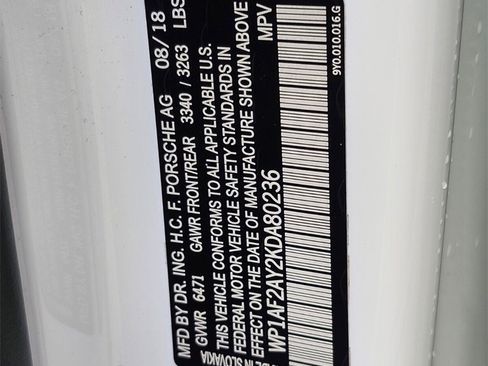 MFD BY DR. ING. H.C. F. PORSCHE AG 08/18
GVWR 6471 GAWR FRONT/REAR 3340 / 3263 LBS
THIS VEHICLE CONFORMS TO ALL APPLICABLE U.S.
FEDERAL MOTOR VEHICLE SAFETY STANDARDS IN
EFFECT ON THE DATE OF MANUFACTURE SHOWN ABOVE
WP1AF2AY2KDA80236 MPV
IN SLOVAKIA
9Y0.010.016.G